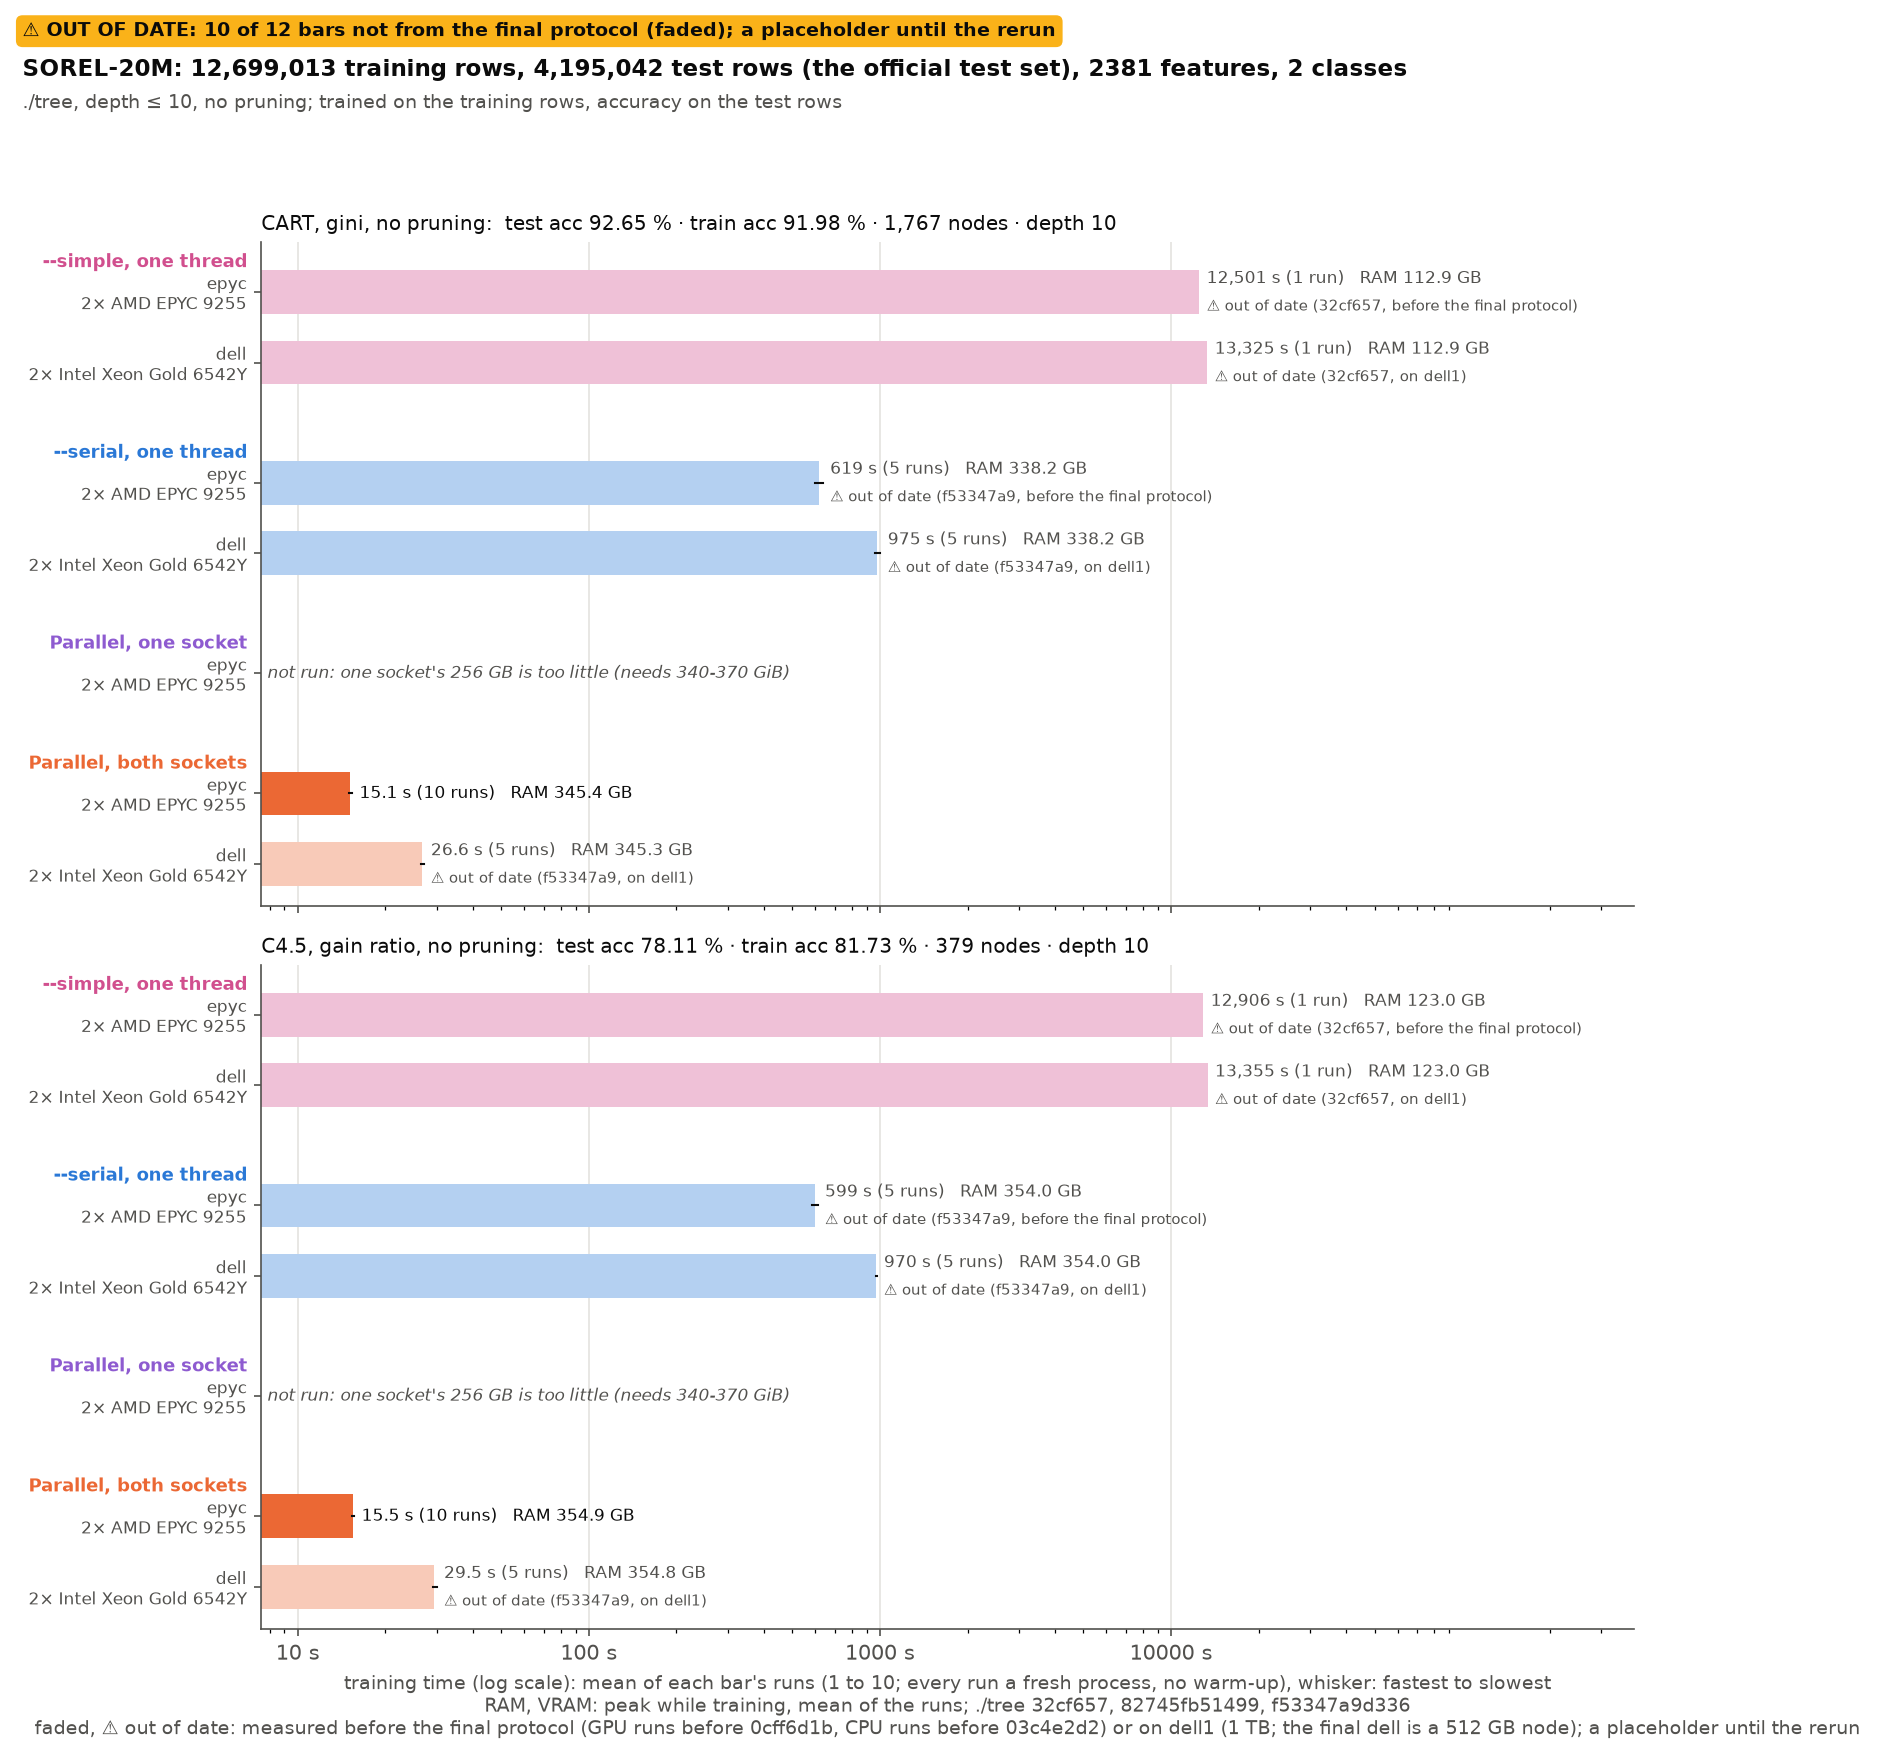 ⚠ OUT OF DATE: 10 of 12 bars not from the final protocol (faded); a placeholder until the rerun
SOREL-20M: 12,699,013 training rows, 4,195,042 test rows (the official test set), 2381 features, 2 classes
./tree, depth ≤ 10, no pruning; trained on the training rows, accuracy on the test rows
CART, gini, no pruning:  test acc 92.65 % · train acc 91.98 % · 1,767 nodes · depth 10
--simple, one thread
epyc
2× AMD EPYC 9255
12,501 s (1 run)   RAM 112.9 GB
⚠ out of date (32cf657, before the final protocol)
dell
2× Intel Xeon Gold 6542Y
13,325 s (1 run)   RAM 112.9 GB
⚠ out of date (32cf657, on dell1)
--serial, one thread
epyc
2× AMD EPYC 9255
619 s (5 runs)   RAM 338.2 GB
⚠ out of date (f53347a9, before the final protocol)
dell
2× Intel Xeon Gold 6542Y
975 s (5 runs)   RAM 338.2 GB
⚠ out of date (f53347a9, on dell1)
Parallel, one socket
epyc
2× AMD EPYC 9255
not run: one socket's 256 GB is too little (needs 340-370 GiB)
Parallel, both sockets
epyc
2× AMD EPYC 9255
15.1 s (10 runs)   RAM 345.4 GB
dell
2× Intel Xeon Gold 6542Y
26.6 s (5 runs)   RAM 345.3 GB
⚠ out of date (f53347a9, on dell1)
C4.5, gain ratio, no pruning:  test acc 78.11 % · train acc 81.73 % · 379 nodes · depth 10
--simple, one thread
epyc
2× AMD EPYC 9255
12,906 s (1 run)   RAM 123.0 GB
⚠ out of date (32cf657, before the final protocol)
dell
2× Intel Xeon Gold 6542Y
13,355 s (1 run)   RAM 123.0 GB
⚠ out of date (32cf657, on dell1)
--serial, one thread
epyc
2× AMD EPYC 9255
599 s (5 runs)   RAM 354.0 GB
⚠ out of date (f53347a9, before the final protocol)
dell
2× Intel Xeon Gold 6542Y
970 s (5 runs)   RAM 354.0 GB
⚠ out of date (f53347a9, on dell1)
Parallel, one socket
epyc
2× AMD EPYC 9255
not run: one socket's 256 GB is too little (needs 340-370 GiB)
Parallel, both sockets
epyc
2× AMD EPYC 9255
15.5 s (10 runs)   RAM 354.9 GB
dell
2× Intel Xeon Gold 6542Y
29.5 s (5 runs)   RAM 354.8 GB
⚠ out of date (f53347a9, on dell1)
10 s 100 s 1000 s 10000 s
training time (log scale): mean of each bar's runs (1 to 10; every run a fresh process, no warm-up), whisker: fastest to slowest
RAM, VRAM: peak while training, mean of the runs; ./tree 32cf657, 82745fb51499, f53347a9d336
faded, ⚠ out of date: measured before the final protocol (GPU runs before 0cff6d1b, CPU runs before 03c4e2d2) or on dell1 (1 TB; the final dell is a 512 GB node); a placeholder until the rerun